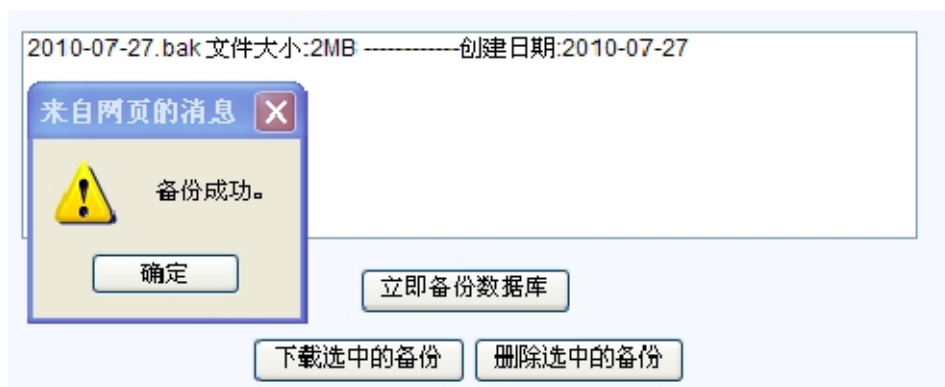 2010-07-27.bak 文件大小:2MB ------------创建日期:2010-07-27
来自网页的消息
备份成功。
确定
立即备份数据库
下载选中的备份
删除选中的备份